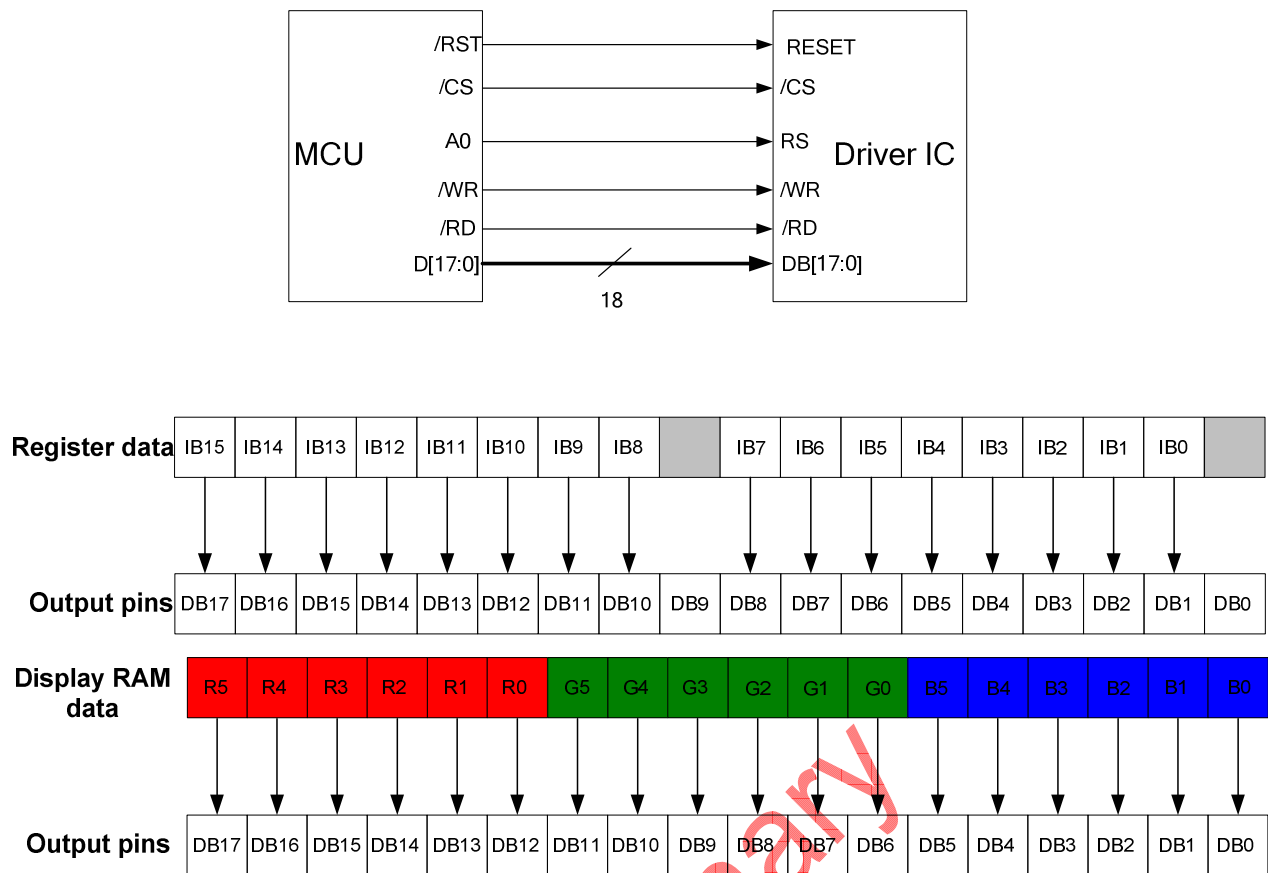 /RST RESET
/CS /CS
A0 RS
MCU Driver IC
/WR /WR
/RD /RD
D[17:0] DB[17:0]
18
Register data IB15 IB14 IB13 IB12 IB11 IB10 IB9 IB8 IB7 IB6 IB5 IB4 IB3 IB2 IB1 IB0
Output pins DB17 DB16 DB15 DB14 DB13 DB12 DB11 DB10 DB9 DB8 DB7 DB6 DB5 DB4 DB3 DB2 DB1 DB0
Display RAM
data
R5 R4 R3 R2 R1 R0 G5 G4 G3 G2 G1 G0 B5 B4 B3 B2 B1 B0
Output pins DB17 DB16 DB15 DB14 DB13 DB12 DB11 DB10 DB9 DB8 DB7 DB6 DB5 DB4 DB3 DB2 DB1 DB0